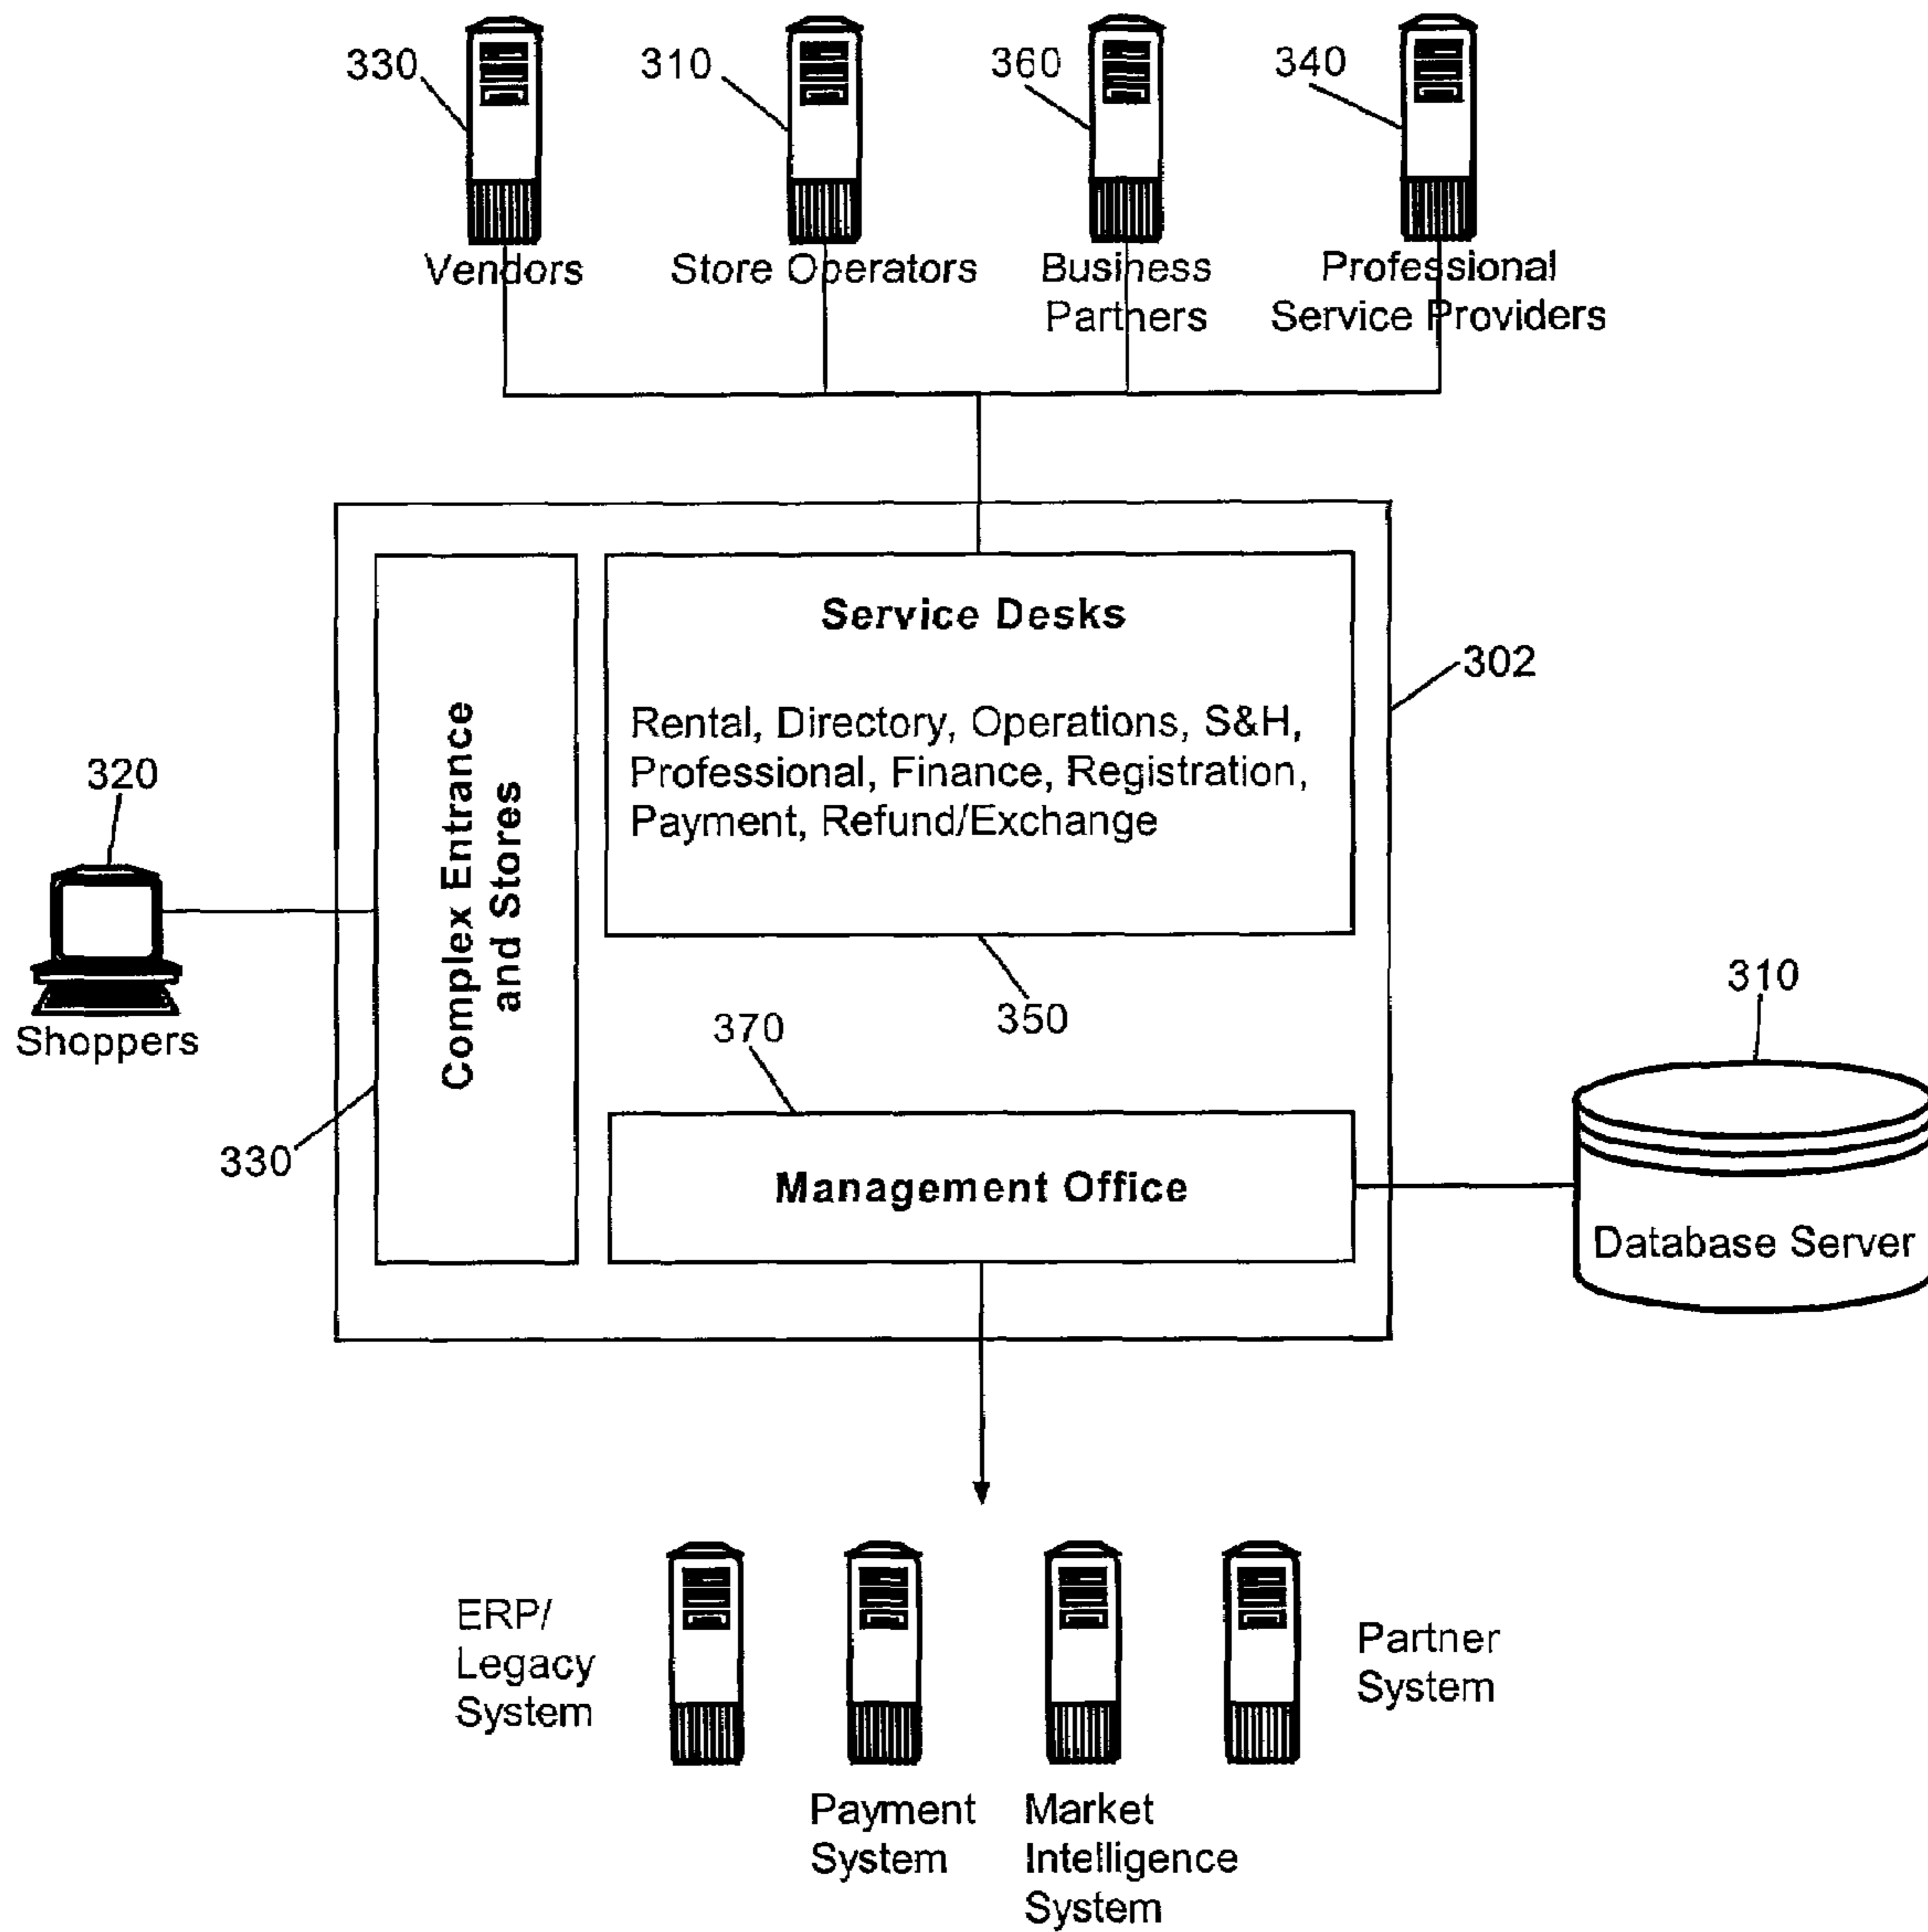 330
310
360
340
Vendors
Store Operators
Business
Partners
Professional
Service Providers
302
Service Desks
Rental, Directory, Operations, S&H,
Professional, Finance, Registration,
Payment, Refund/Exchange
350
320
Shoppers
Complex Entrance
and Stores
330
370
Management Office
310
Database Server
ERP/
Legacy
System
Payment
System
Market
Intelligence
System
Partner
System